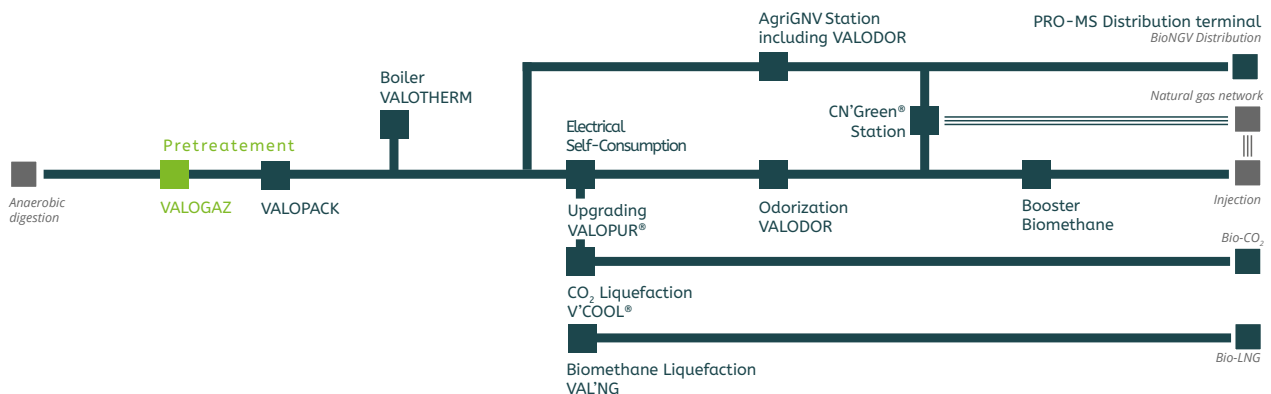 AgriGNV Station
including VALODOR
PRO-MS Distribution terminal
BioNGV Distribution
Boiler
VALOTHERM
Natural gas network
CN'Green®
Station
Electrical
Self-Consumption
Pretreatement
Anaerobic
digestion
VALOGAZ
VALOPACK
Upgrading
VALOPUR®
Odorization
VALODOR
Booster
Biomethane
Injection
Bio-CO₂
CO₂ Liquefaction
V'COOL®
Bio-LNG
Biomethane Liquefaction
VAL'NG